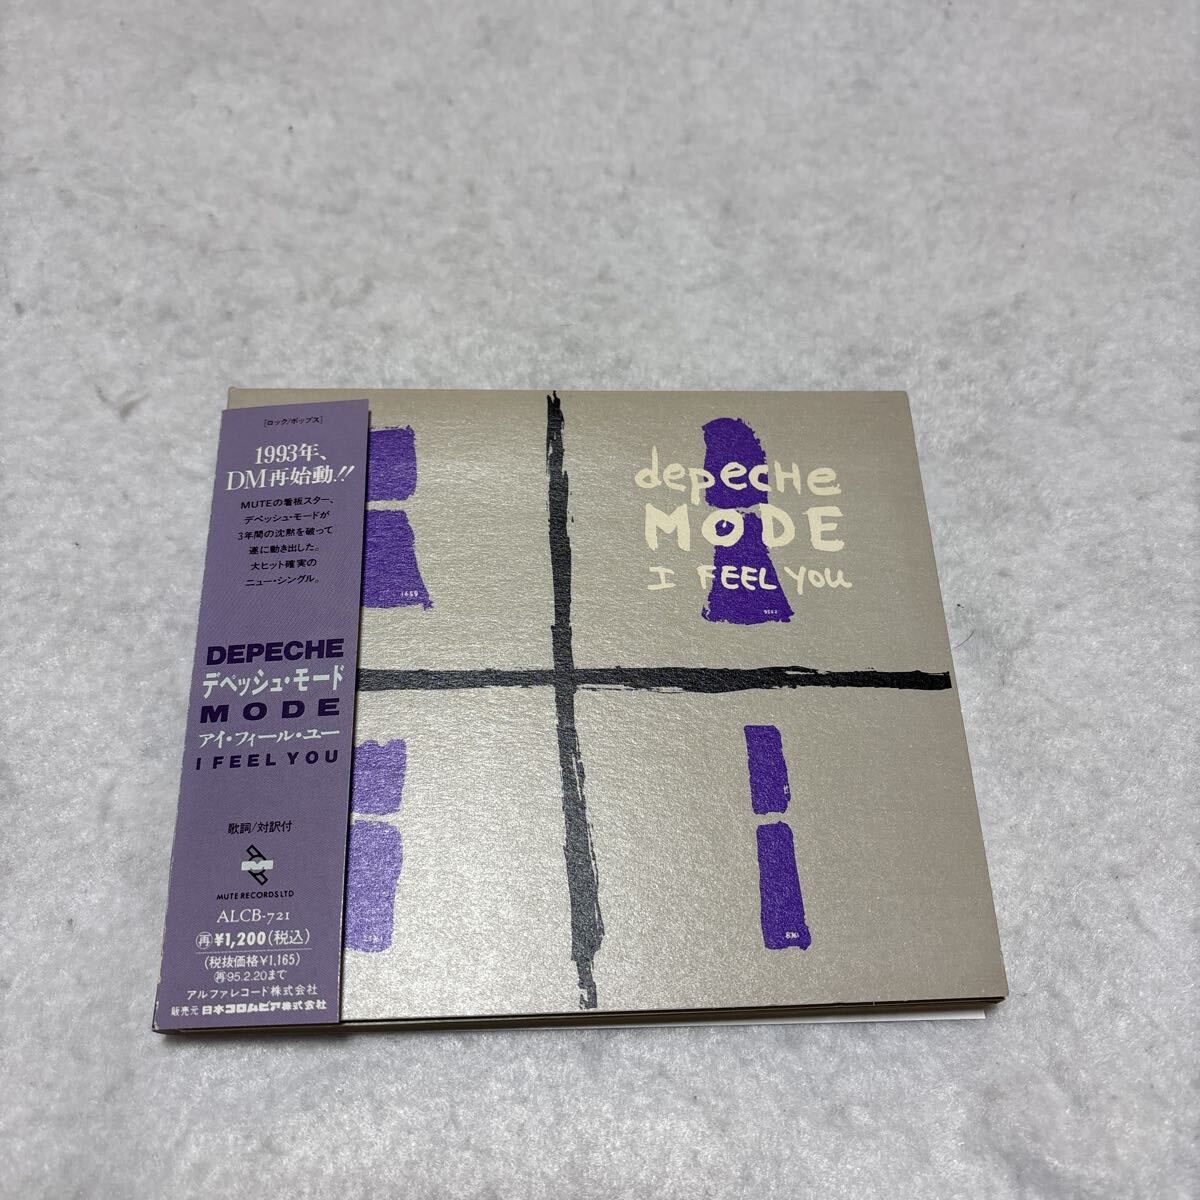 [ロック/ポップス]
1993年、
DM再始動!!
MUTEの看板スター、
デペッシュ・モードが
3年間の沈黙を破って
遂に動き出した。
大ヒット確実の
ニュー・シングル。
DEPECHE
デペッシュ・モード
MODE
アイ・フィール・ユー
I FEEL YOU
歌詞/対訳付
MUTE RECORDS LTD
ALCB-721
再¥1,200(税込)
(税抜価格¥1,165)
再95.2.20まで
アルファレコード株式会社
販売元 日本コロムビア株式会社
depecHe
MODE
I FEEL YOU
1659